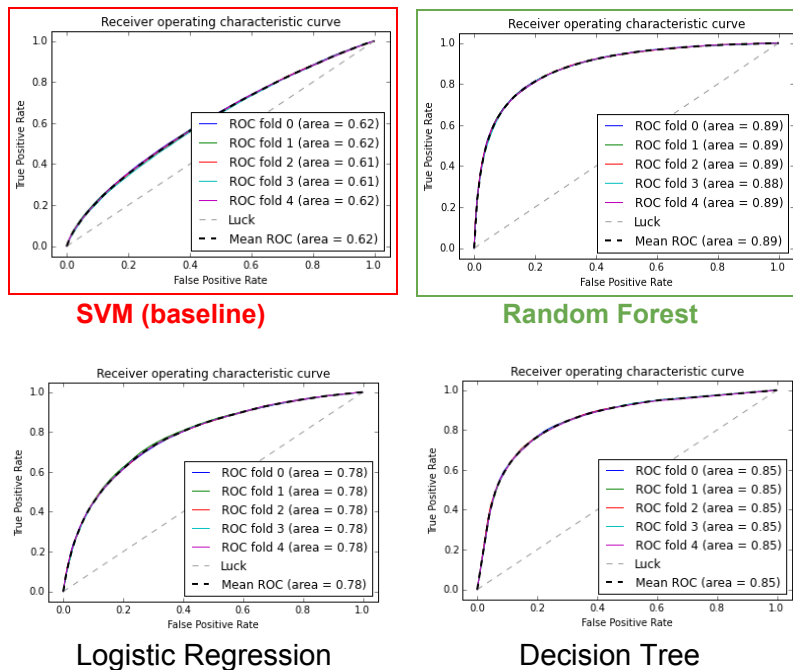 Receiver operating characteristic curve
True Positive Rate
1.0
0.8
0.6
0.4
0.2
0.0
ROC fold 0 (area = 0.62)
ROC fold 1 (area = 0.62)
ROC fold 2 (area = 0.61)
ROC fold 3 (area = 0.61)
ROC fold 4 (area = 0.62)
Luck
Mean ROC (area = 0.62)
0.0 0.2 0.4 0.6 0.8 1.0
False Positive Rate
SVM (baseline)
Receiver operating characteristic curve
True Positive Rate
1.0
0.8
0.6
0.4
0.2
0.0
ROC fold 0 (area = 0.89)
ROC fold 1 (area = 0.89)
ROC fold 2 (area = 0.89)
ROC fold 3 (area = 0.88)
ROC fold 4 (area = 0.89)
Luck
Mean ROC (area = 0.89)
0.0 0.2 0.4 0.6 0.8 1.0
False Positive Rate
Random Forest
Receiver operating characteristic curve
True Positive Rate
1.0
0.8
0.6
0.4
0.2
0.0
ROC fold 0 (area = 0.78)
ROC fold 1 (area = 0.78)
ROC fold 2 (area = 0.78)
ROC fold 3 (area = 0.78)
ROC fold 4 (area = 0.78)
Luck
Mean ROC (area = 0.78)
0.0 0.2 0.4 0.6 0.8 1.0
False Positive Rate
Logistic Regression
Receiver operating characteristic curve
True Positive Rate
1.0
0.8
0.6
0.4
0.2
0.0
ROC fold 0 (area = 0.85)
ROC fold 1 (area = 0.85)
ROC fold 2 (area = 0.85)
ROC fold 3 (area = 0.85)
ROC fold 4 (area = 0.85)
Luck
Mean ROC (area = 0.85)
0.0 0.2 0.4 0.6 0.8 1.0
False Positive Rate
Decision Tree